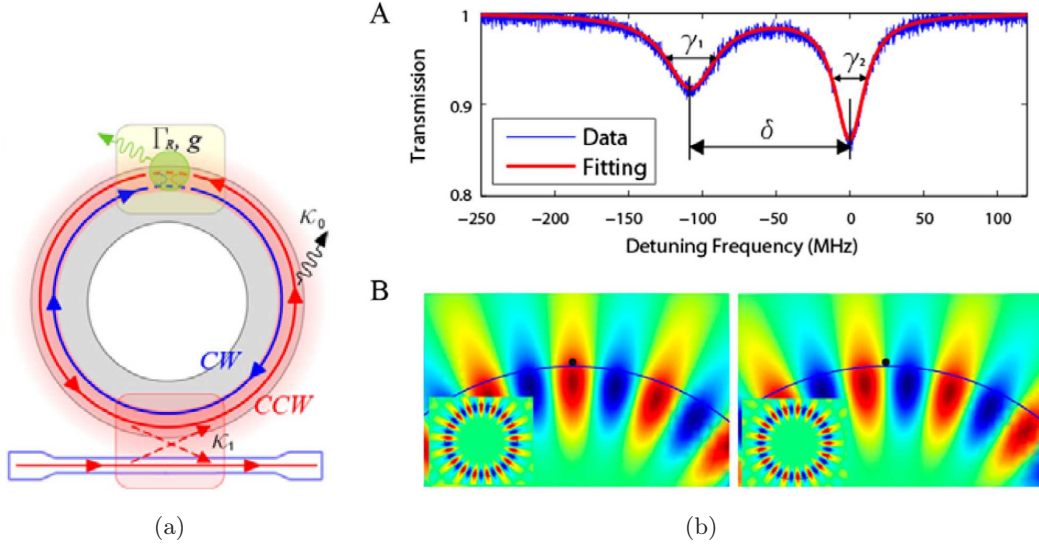 Γ_R, g
κ_0
CW
CCW
κ_1
(a)
A
Transmission
1
0.9
0.8
γ_1
γ_2
δ
Data
Fitting
−250 −200 −150 −100 −50 0 50 100
Detuning Frequency (MHz)
B
(b)